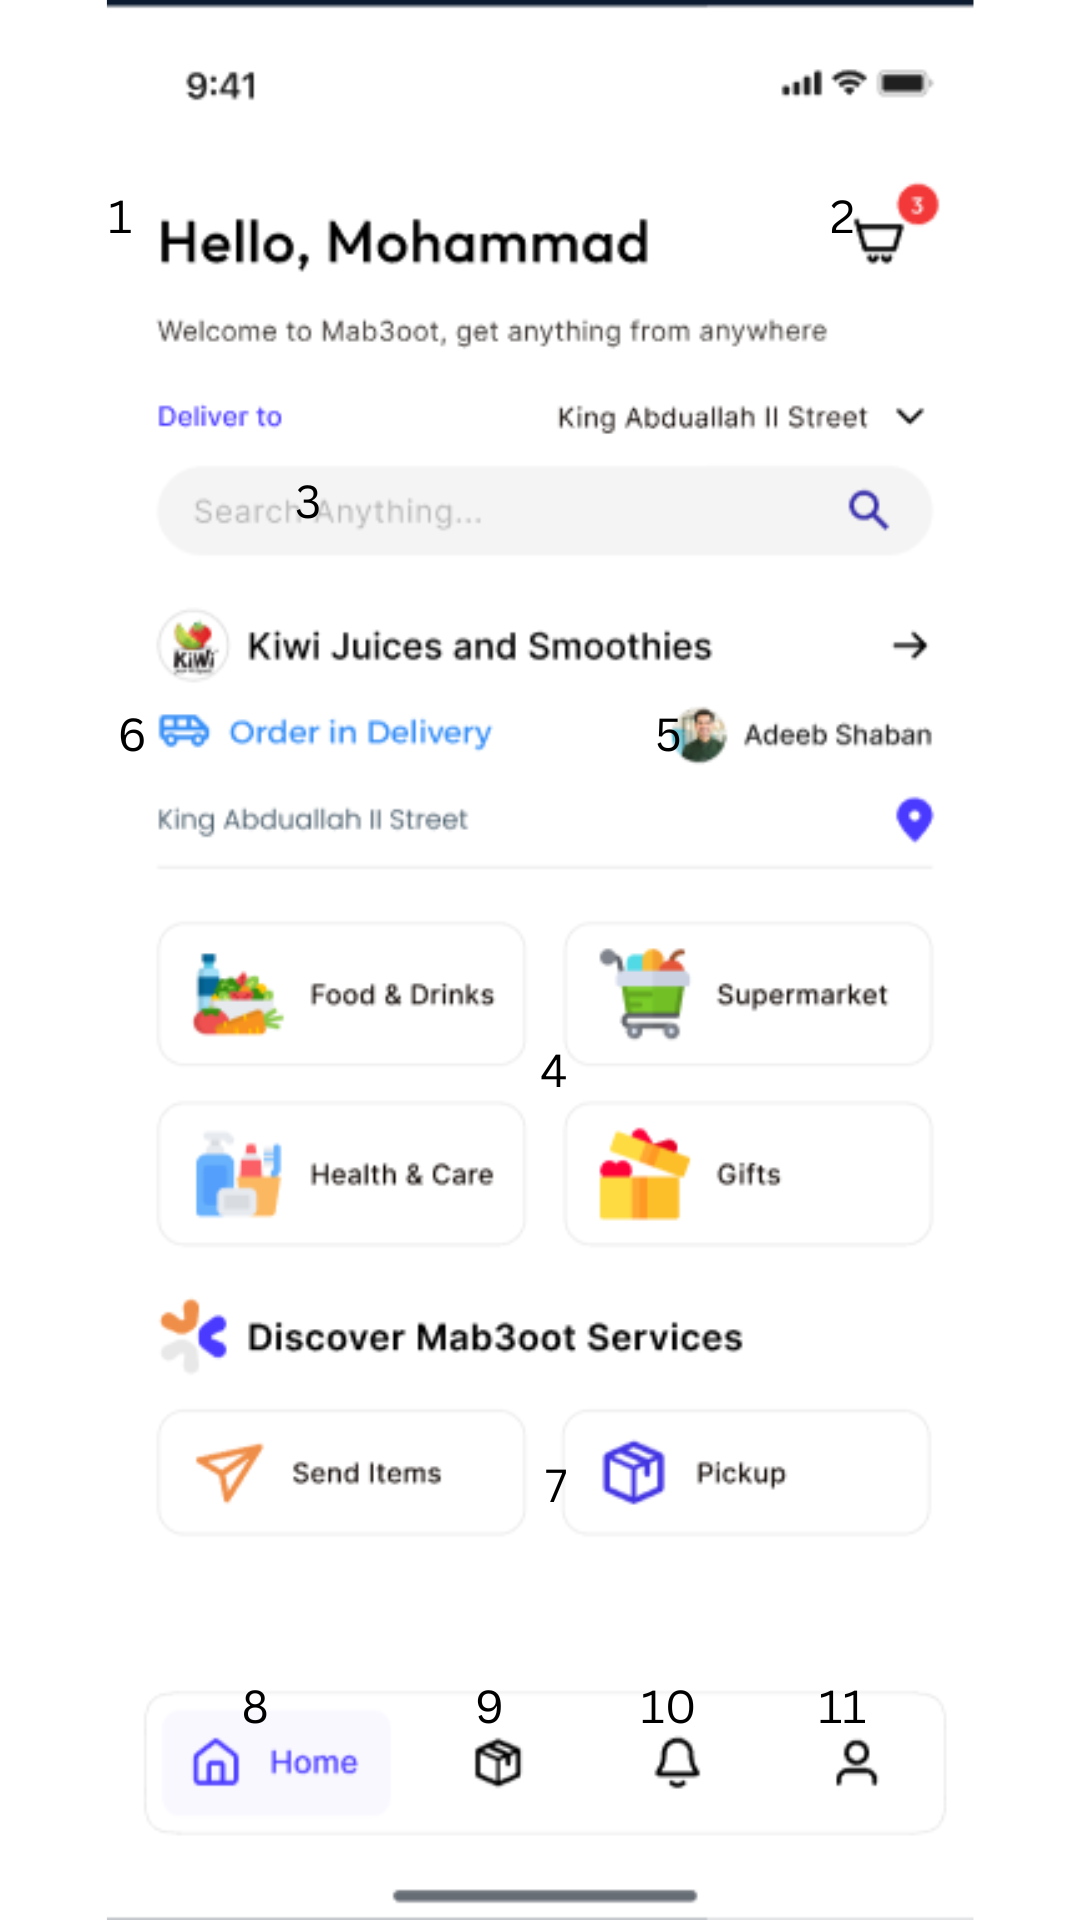 9:41
1 Hello, Mohammad 2 3
Welcome to Mab3oot, get anything from anywhere
Deliver to King Abduallah II Street
Search Anything... 3
KiWi Kiwi Juices and Smoothies
6 Order in Delivery 5 Adeeb Shaban
King Abduallah II Street
Food & Drinks Supermarket
4
Health & Care Gifts
Discover Mab3oot Services
Send Items 7 Pickup
8 9 10 11
Home